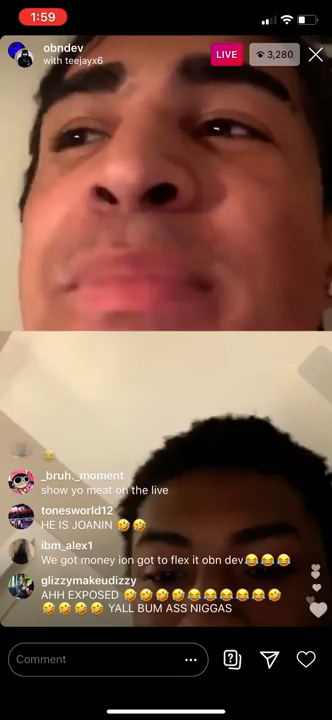 1:59
obndev
with teejayx6
LIVE
3,280
_bruh._moment
show yo meat on the live
tonesworld12
HE IS JOANIN 🤣🤣
ibm_alex1
We got money ion got to flex it obn dev😂😂😂
glizzymakeudizzy
AHH EXPOSED 🤣🤣🤣🤣😂😂😂😂😂😂🤣
🤣🤣🤣🤣 YALL BUM ASS NIGGAS
Comment